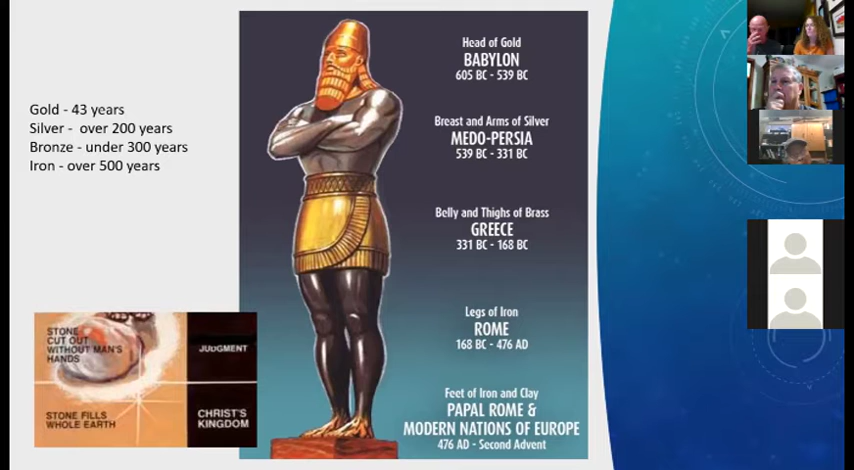 Gold - 43 years
Silver - over 200 years
Bronze - under 300 years
Iron - over 500 years
Head of Gold
BABYLON
605 BC - 539 BC
Breast and Arms of Silver
MEDO-PERSIA
539 BC - 331 BC
Belly and Thighs of Brass
GREECE
331 BC - 168 BC
Legs of Iron
ROME
168 BC - 476 AD
Feet of Iron and Clay
PAPAL ROME &
MODERN NATIONS OF EUROPE
476 AD - Second Advent
STONE
CUT OUT
WITHOUT MAN'S
HANDS
JUDGMENT
STONE FILLS
WHOLE EARTH
CHRIST'S
KINGDOM